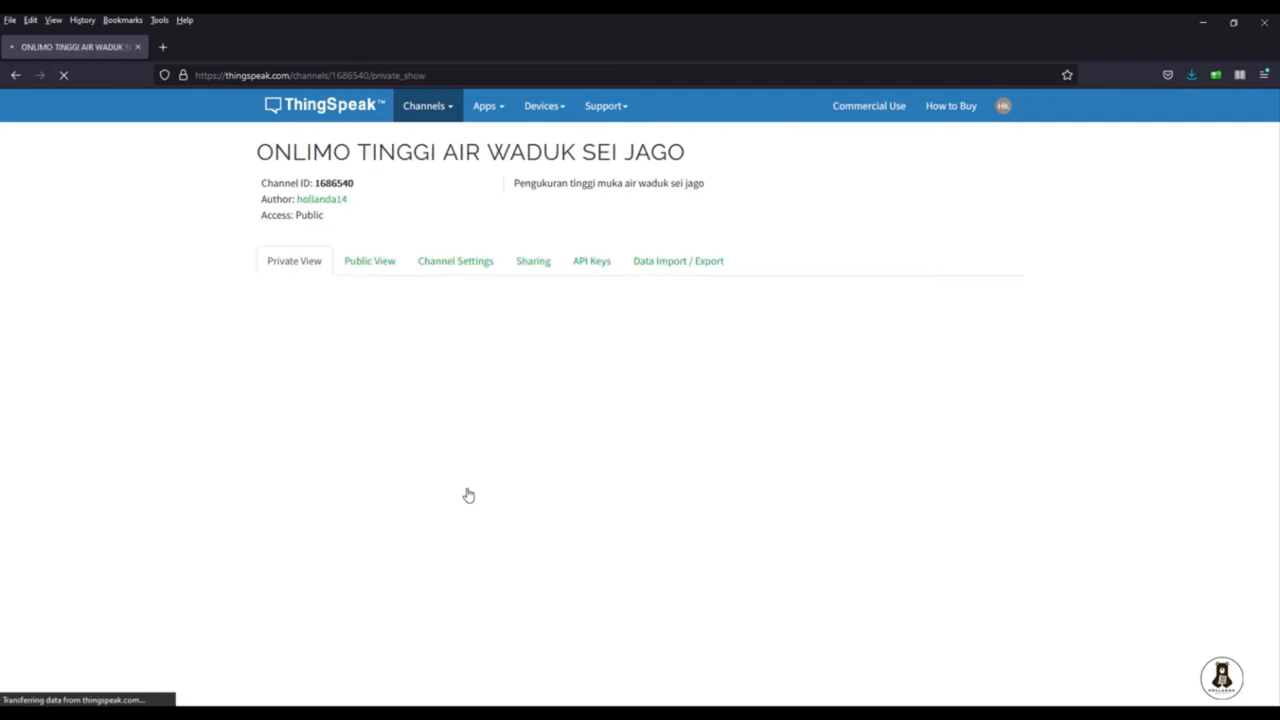 File Edit View History Bookmarks Tools Help
ONLIMO TINGGI AIR WADUK S
https://thingspeak.com/channels/1686540/private_show
ThingSpeak™ Channels Apps Devices Support Commercial Use How to Buy HK
ONLIMO TINGGI AIR WADUK SEI JAGO
Channel ID: 1686540 Pengukuran tinggi muka air waduk sei jago
Author: hollanda14
Access: Public
Private View Public View Channel Settings Sharing API Keys Data Import / Export
HOLLANDA
Transferring data from thingspeak.com...